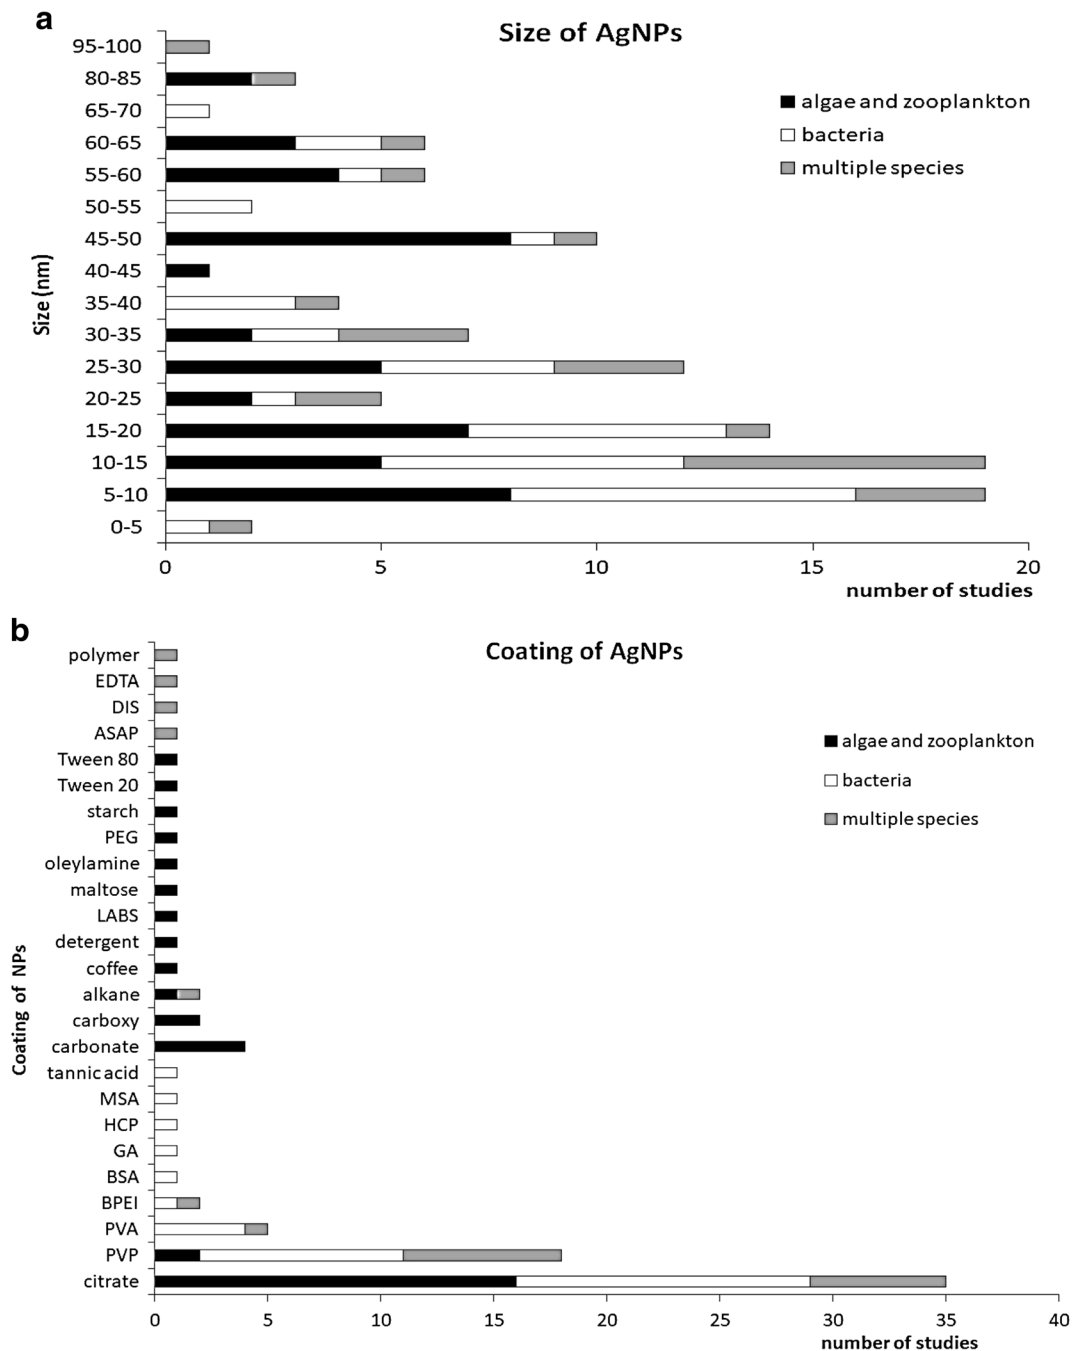 a
Size of AgNPs
95-100
80-85
65-70
60-65
55-60
50-55
45-50
40-45
35-40
30-35
25-30
20-25
15-20
10-15
5-10
0-5
Size (nm)
algae and zooplankton
bacteria
multiple species
0 5 10 15 20
number of studies
b
Coating of AgNPs
polymer
EDTA
DIS
ASAP
Tween 80
Tween 20
starch
PEG
oleylamine
maltose
LABS
detergent
coffee
alkane
carboxy
carbonate
tannic acid
MSA
HCP
GA
BSA
BPEI
PVA
PVP
citrate
Coating of NPs
algae and zooplankton
bacteria
multiple species
0 5 10 15 20 25 30 35 40
number of studies